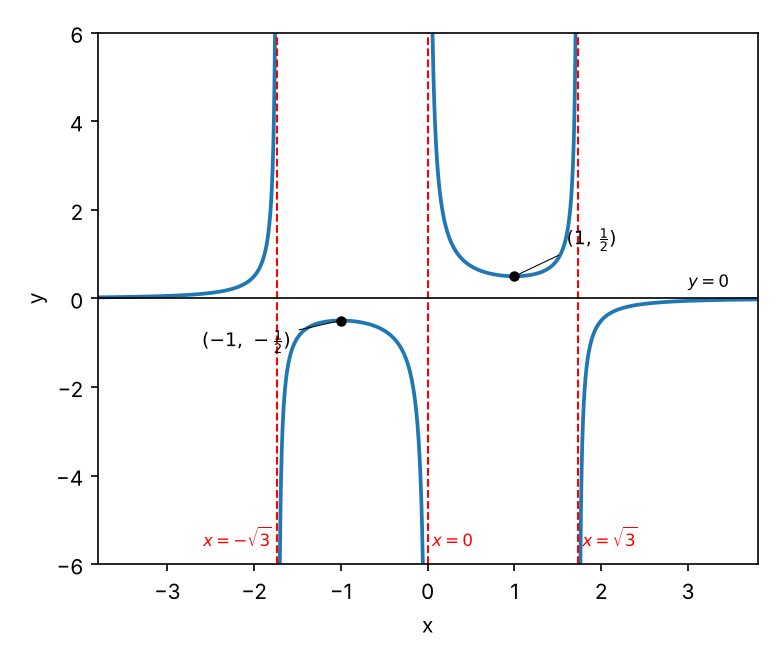 6
4
2
0
−2
−4
−6
y
(1, 1/2)
y = 0
(−1, −1/2)
x = −√3
x = 0
x = √3
−3
−2
−1
0
1
2
3
x